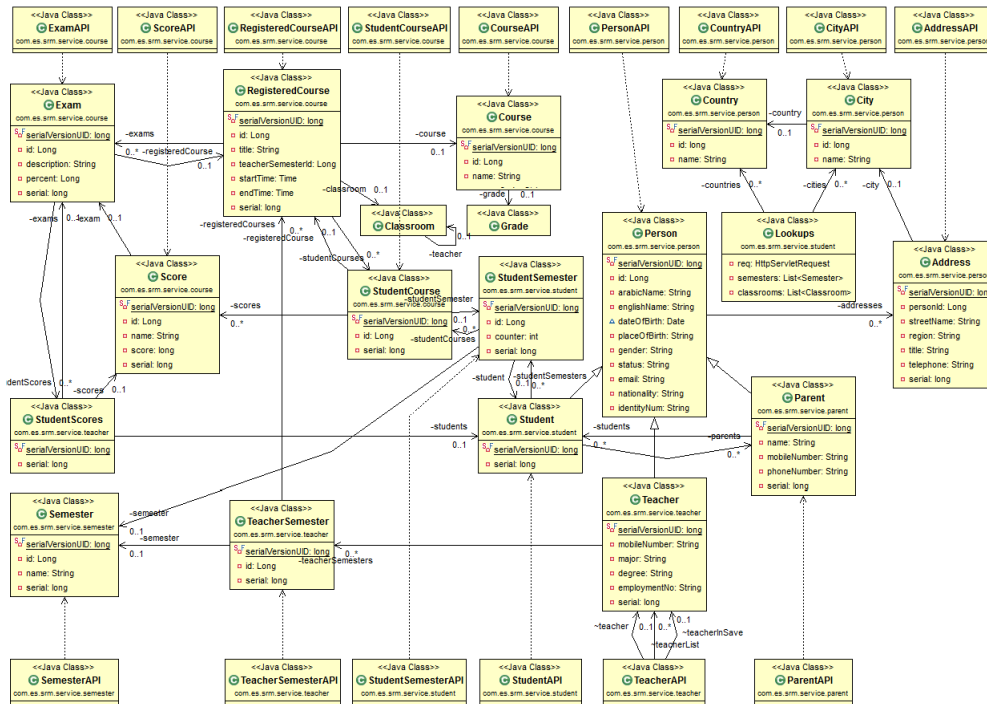 <<Java Class>>
ExamAPI
com.es.srm.service.course
<<Java Class>>
ScoreAPI
com.es.srm.service.course
<<Java Class>>
RegisteredCourseAPI
com.es.srm.service.course
<<Java Class>>
StudentCourseAPI
com.es.srm.service.course
<<Java Class>>
CourseAPI
com.es.srm.service.course
<<Java Class>>
PersonAPI
com.es.srm.service.person
<<Java Class>>
CountryAPI
com.es.srm.service.person
<<Java Class>>
CityAPI
com.es.srm.service.person
<<Java Class>>
AddressAPI
com.es.srm.service.person
<<Java Class>>
Exam
com.es.srm.service.course
serialVersionUID: long
id: Long
description: String
percent: Long
serial: long
-exams
0..*
-registeredCourse
0..1
<<Java Class>>
RegisteredCourse
com.es.srm.service.course
serialVersionUID: long
id: Long
title: String
teacherSemesterId: Long
startTime: Time
endTime: Time
serial: long
-course
0..1
<<Java Class>>
Course
com.es.srm.service.course
serialVersionUID: long
id: Long
name: String
-grade
0..1
<<Java Class>>
Grade
-classroom
0..1
<<Java Class>>
Classroom
0..1
-teacher
<<Java Class>>
Country
com.es.srm.service.person
serialVersionUID: long
id: Long
name: String
-country
0..1
<<Java Class>>
City
com.es.srm.service.person
serialVersionUID: long
id: Long
name: String
-countries
0..*
-cities
0..*
-city
0..1
<<Java Class>>
Lookups
com.es.srm.service.student
req: HttpServletRequest
semesters: List<Semester>
classrooms: List<Classroom>
<<Java Class>>
Address
com.es.srm.service.person
serialVersionUID: long
personId: Long
streetName: String
region: String
title: String
telephone: String
serial: long
-addresses
0..*
<<Java Class>>
Person
com.es.srm.service.person
serialVersionUID: long
id: Long
arabicName: String
englishName: String
dateOfBirth: Date
placeOfBirth: String
gender: String
status: String
email: String
nationality: String
identityNum: String
-exams
0..1
-exam
-registeredCourses
0..*
-registeredCourse
0..1
-studentCourses
<<Java Class>>
Score
com.es.srm.service.course
serialVersionUID: long
id: Long
name: String
score: long
serial: long
-scores
0..*
<<Java Class>>
StudentCourse
com.es.srm.service.course
serialVersionUID: long
id: Long
serial: long
-studentSemester
0..1
0..*
-studentCourses
<<Java Class>>
StudentSemester
com.es.srm.service.student
serialVersionUID: long
id: Long
counter: int
serial: long
-student
0..1
-studentSemesters
0..*
dentScores
0..*
-scores
0..1
<<Java Class>>
StudentScores
com.es.srm.service.teacher
serialVersionUID: long
serial: long
-students
0..1
<<Java Class>>
Student
com.es.srm.service.student
serialVersionUID: long
serial: long
-students
0..*
-parents
0..*
<<Java Class>>
Parent
com.es.srm.service.parent
serialVersionUID: long
name: String
mobileNumber: String
phoneNumber: String
serial: long
<<Java Class>>
Semester
com.es.srm.service.semester
serialVersionUID: long
id: Long
name: String
serial: long
-semester
0..1
-semester
0..1
<<Java Class>>
TeacherSemester
com.es.srm.service.teacher
serialVersionUID: long
id: Long
serial: long
0..*
-teacherSemesters
<<Java Class>>
Teacher
com.es.srm.service.teacher
serialVersionUID: long
mobileNumber: String
major: String
degree: String
employmentNo: String
serial: long
~teacher
0..1
0..*
0..1
~teacherInSave
~teacherList
<<Java Class>>
SemesterAPI
com.es.srm.service.semester
<<Java Class>>
TeacherSemesterAPI
com.es.srm.service.teacher
<<Java Class>>
StudentSemesterAPI
com.es.srm.service.student
<<Java Class>>
StudentAPI
com.es.srm.service.student
<<Java Class>>
TeacherAPI
com.es.srm.service.teacher
<<Java Class>>
ParentAPI
com.es.srm.service.parent